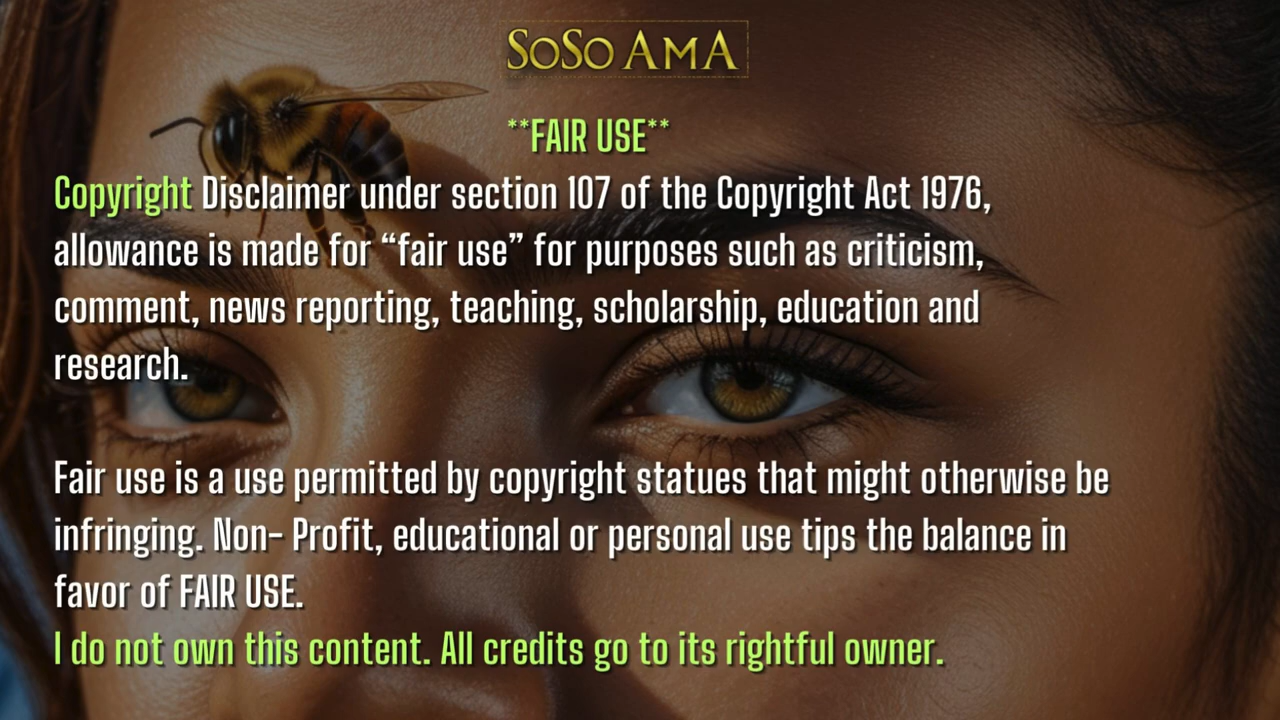 SoSo AmA
**FAIR USE**
Copyright Disclaimer under section 107 of the Copyright Act 1976,
allowance is made for “fair use” for purposes such as criticism,
comment, news reporting, teaching, scholarship, education and
research.
Fair use is a use permitted by copyright statues that might otherwise be
infringing. Non- Profit, educational or personal use tips the balance in
favor of FAIR USE.
I do not own this content. All credits go to its rightful owner.